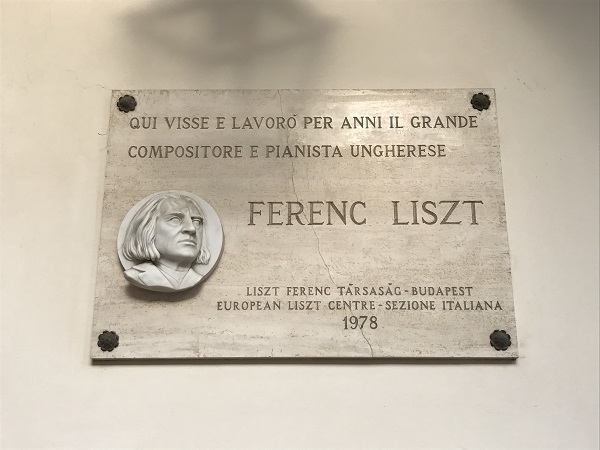 QUI VISSE E LAVORÒ PER ANNI IL GRANDE
COMPOSITORE E PIANISTA UNGHERESE
FERENC LISZT
LISZT FERENC TÁRSASÁG - BUDAPEST
EUROPEAN LISZT CENTRE - SEZIONE ITALIANA
1978